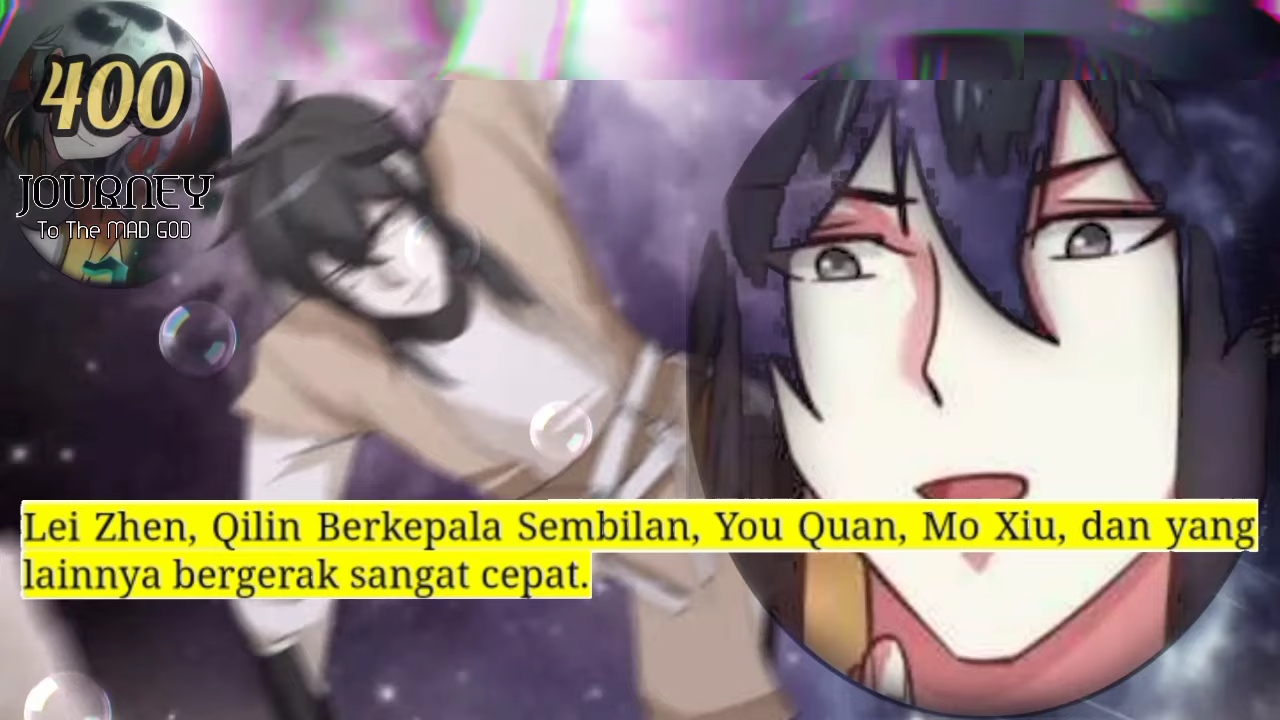 400
JOURNEY
To The MAD GOD
Lei Zhen, Qilin Berkepala Sembilan, You Quan, Mo Xiu, dan yang
lainnya bergerak sangat cepat.